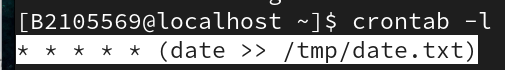 [B2105569@localhost ~]$ crontab -l
* * * * * (date >> /tmp/date.txt)